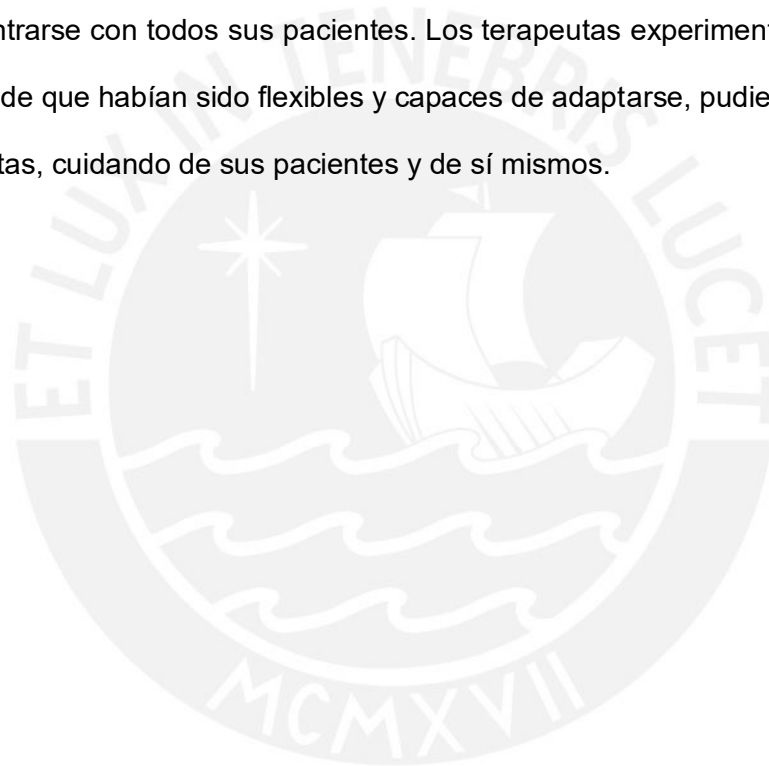 ntrarse con todos sus pacientes. Los terapeutas experiment
de que habían sido flexibles y capaces de adaptarse, pudie
tas, cuidando de sus pacientes y de sí mismos.
ET LUX IN TENEBRIS LUCET
MCMXVII